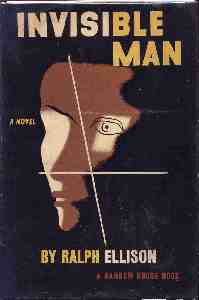 INVISIBLE
MAN
A NOVEL
BY RALPH ELLISON
A RANDOM HOUSE BOOK